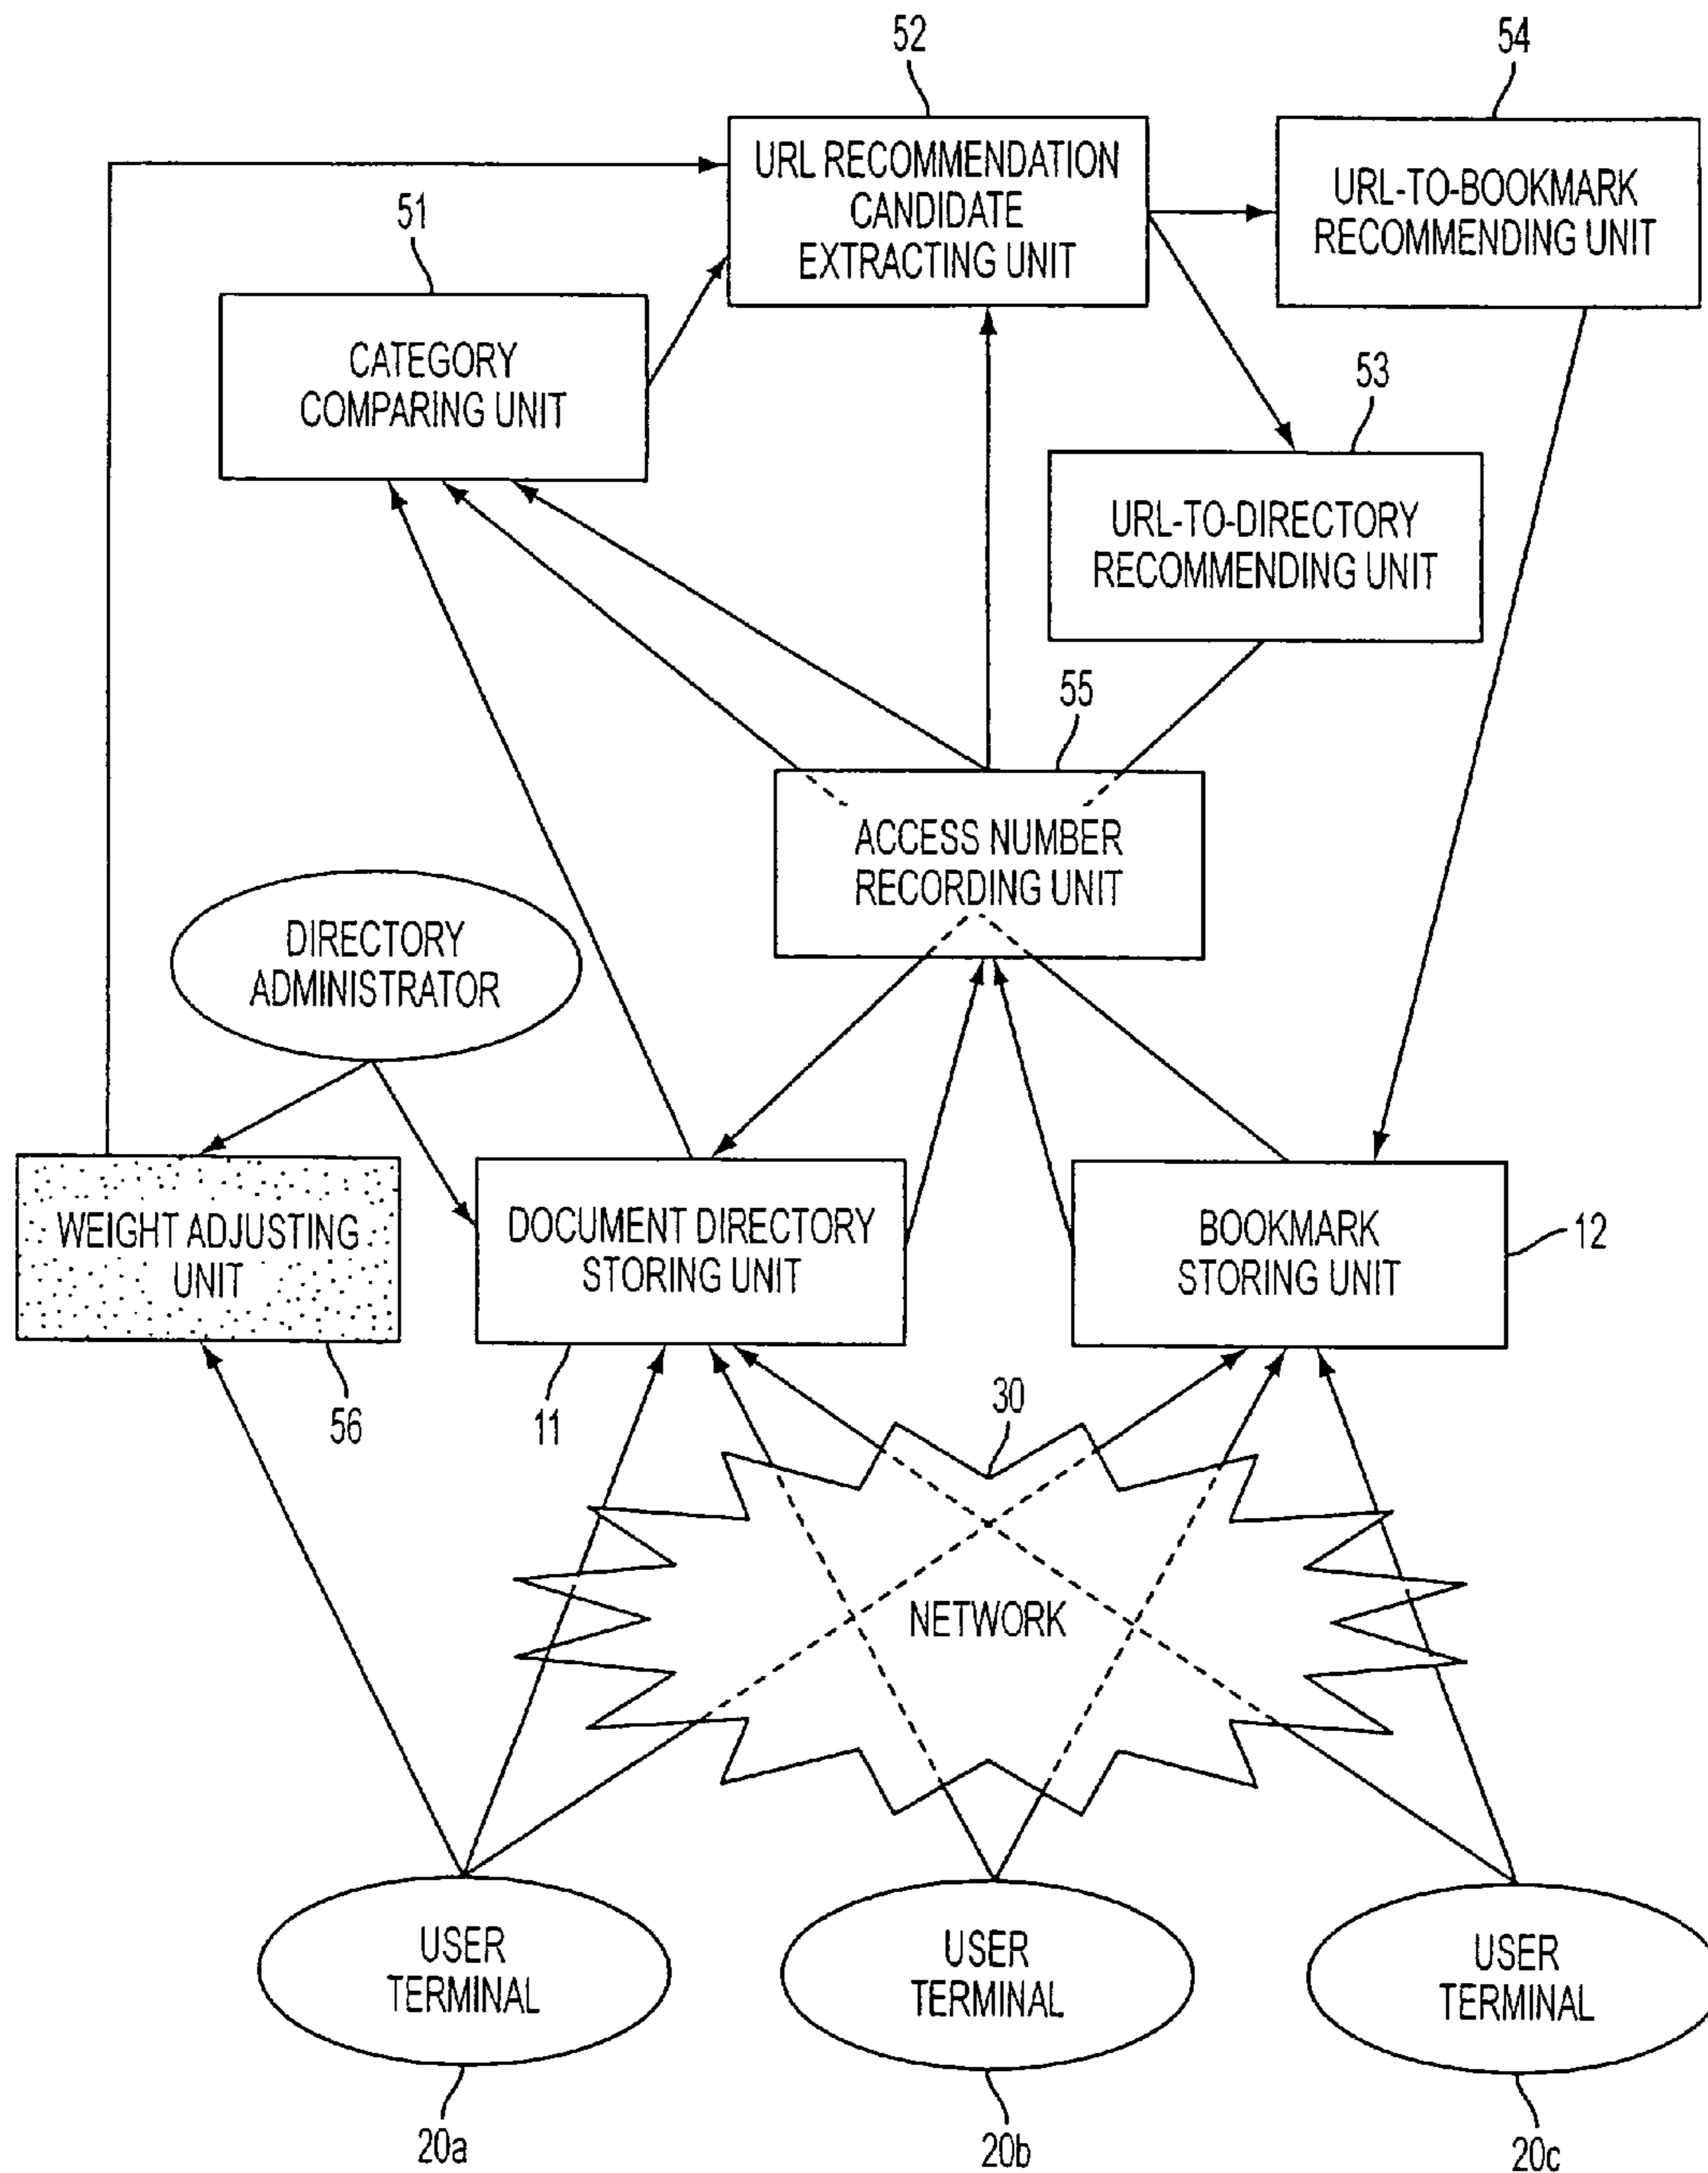 52
54
URL RECOMMENDATION
CANDIDATE
EXTRACTING UNIT
URL-TO-BOOKMARK
RECOMMENDING UNIT
51
CATEGORY
COMPARING UNIT
53
URL-TO-DIRECTORY
RECOMMENDING UNIT
55
ACCESS NUMBER
RECORDING UNIT
DIRECTORY
ADMINISTRATOR
WEIGHT ADJUSTING
UNIT
DOCUMENT DIRECTORY
STORING UNIT
BOOKMARK
STORING UNIT
12
56
11
30
NETWORK
USER
TERMINAL
USER
TERMINAL
USER
TERMINAL
20a
20b
20c